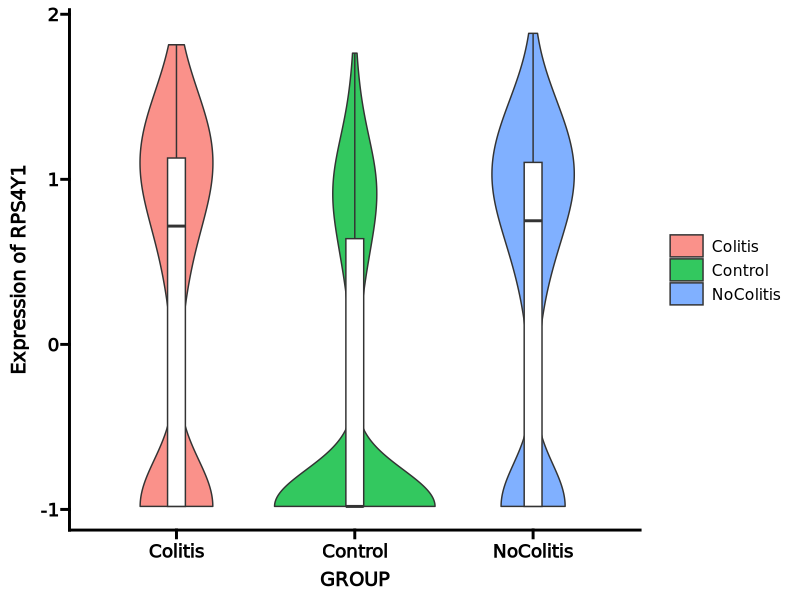 Expression of RPS4Y1
2
1
0
-1
Colitis
Control
NoColitis
GROUP
Colitis
Control
NoColitis